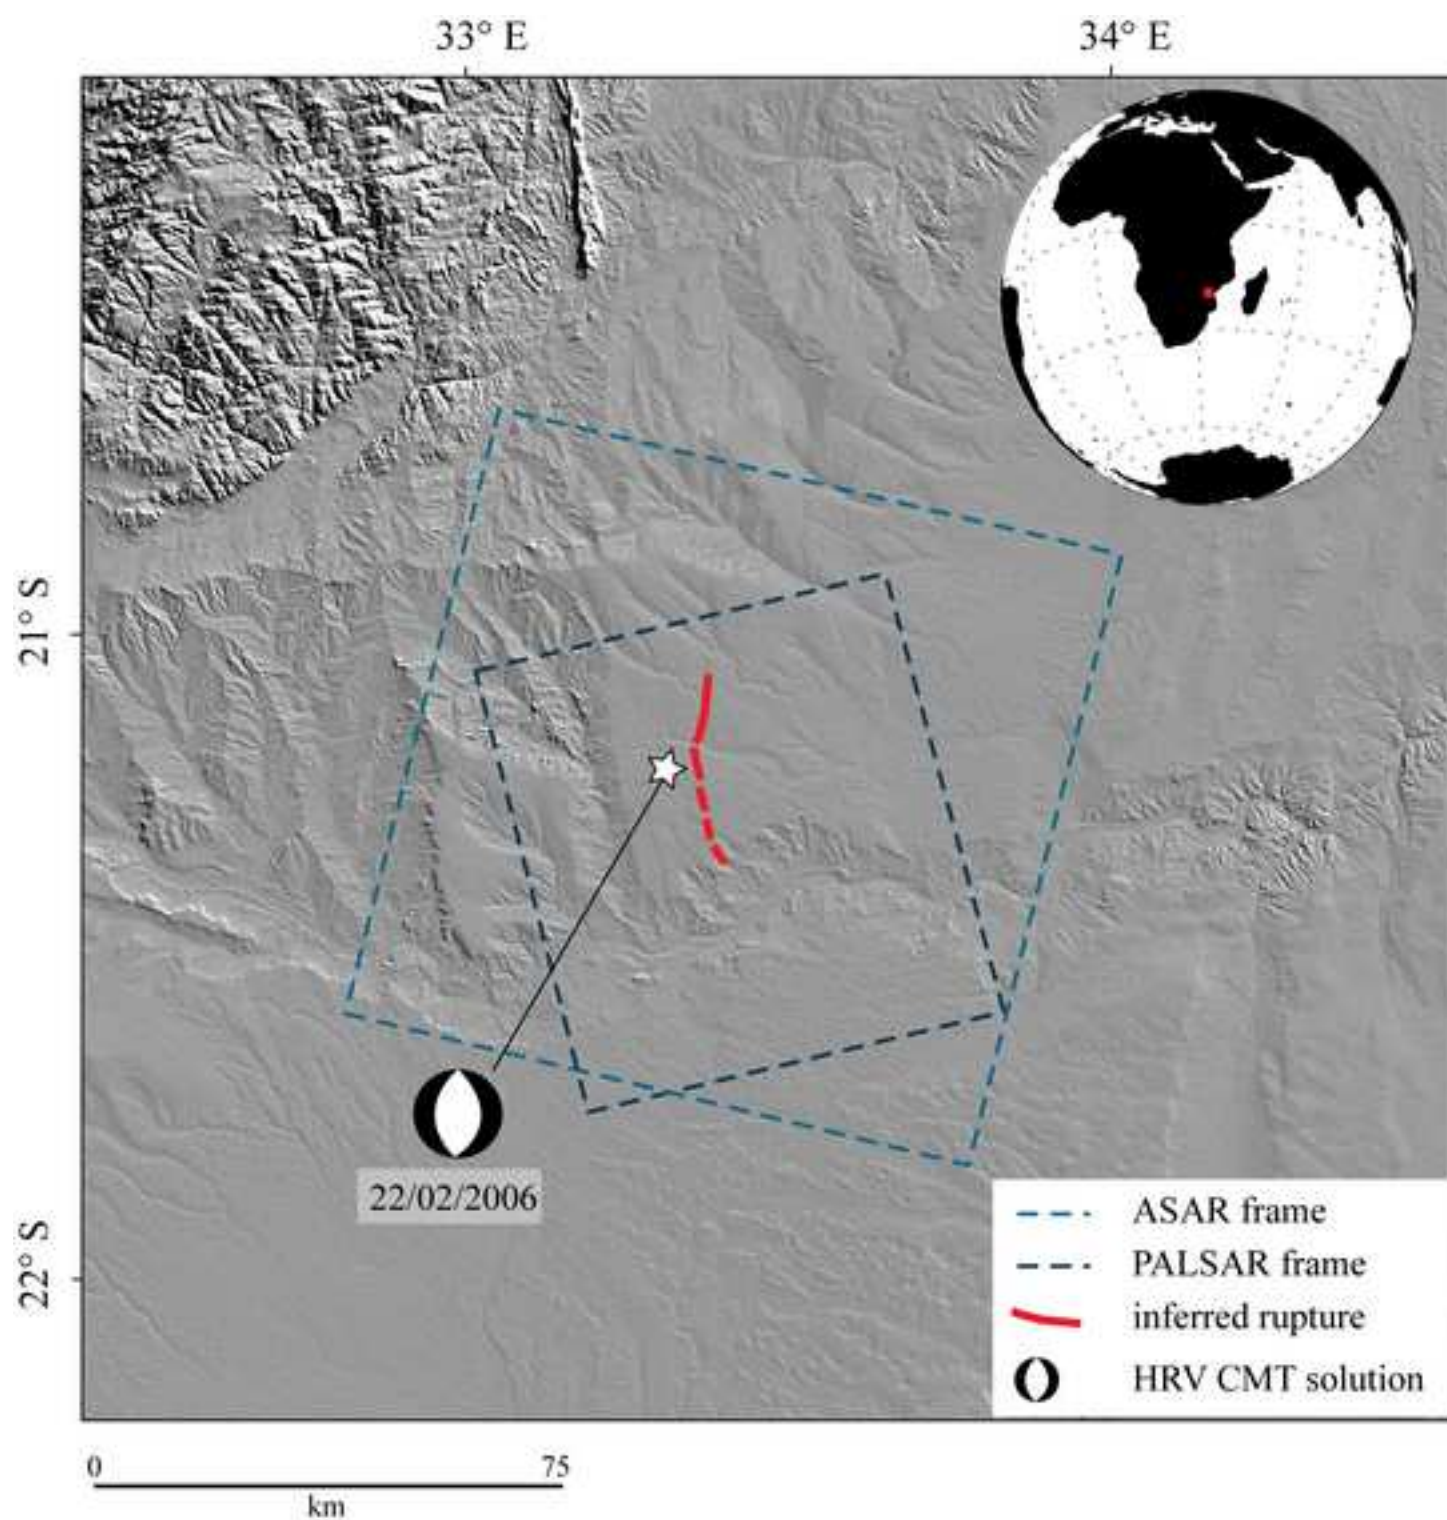 33° E
34° E
21° S
22° S
22/02/2006
ASAR frame
PALSAR frame
inferred rupture
HRV CMT solution
0
75
km